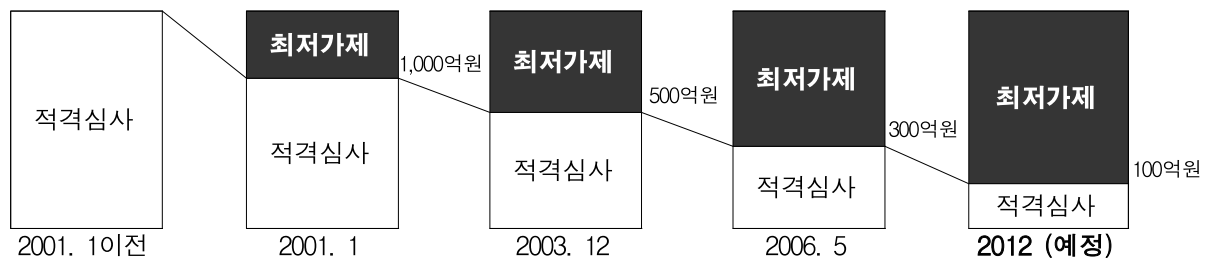 적격심사
2001. 1이전
최저가제
1,000억원
적격심사
2001. 1
최저가제
500억원
적격심사
2003. 12
최저가제
300억원
적격심사
2006. 5
최저가제
100억원
적격심사
2012 (예정)